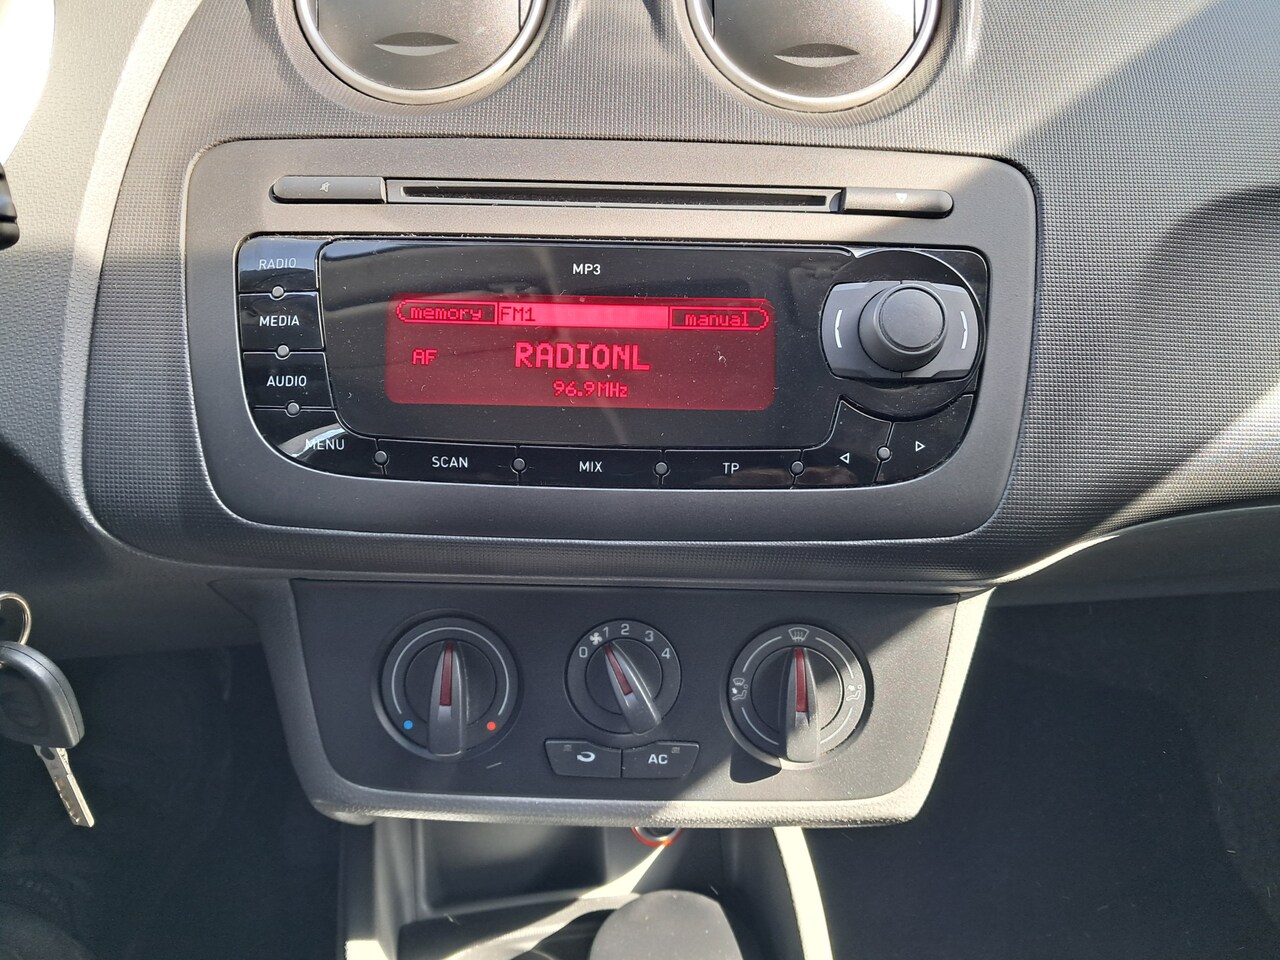 MP3
RADIO
MEDIA
AUDIO
MENU
memory FM1 manual
AF RADIONL
96.9MHz
SCAN MIX TP
0 1 2 3 4
AC